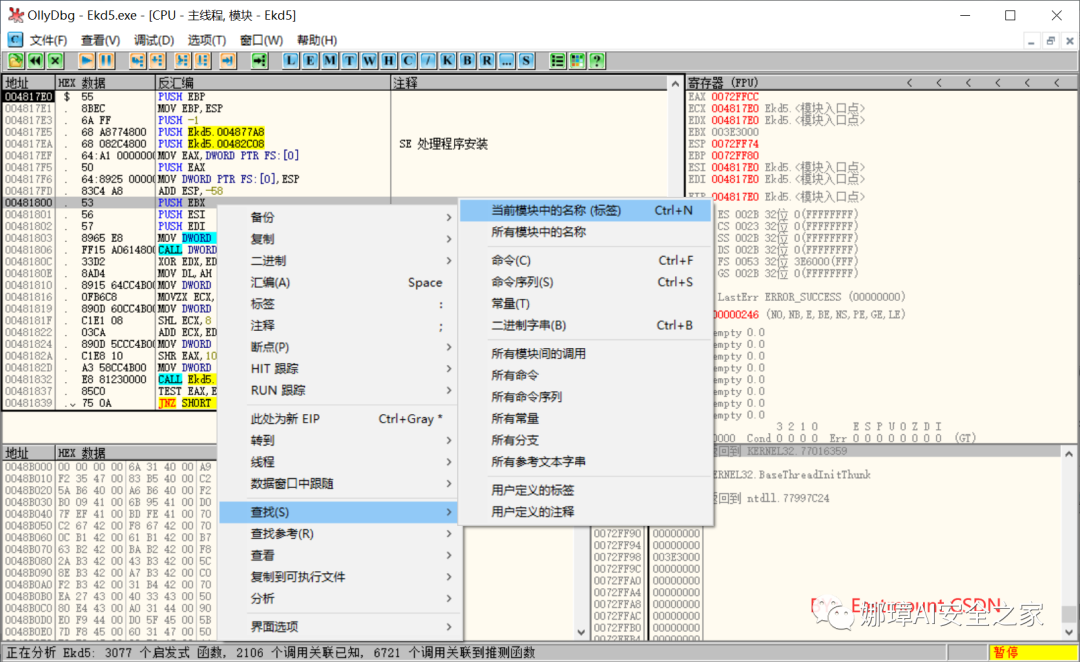 OllyDbg - Ekd5.exe - [CPU - 主线程, 模块 - Ekd5]
文件(F) 查看(V) 调试(D) 选项(T) 窗口(W) 帮助(H)
L E M T W H C / K B R ... S
地址 HEX 数据 反汇编 注释
004817E0 $ 55 PUSH EBP
004817E1 . 8BEC MOV EBP,ESP
004817E3 . 6A FF PUSH -1
004817E5 . 68 A8774800 PUSH Ekd5.004877A8
004817EA . 68 082C4800 PUSH Ekd5.00482C08 SE 处理程序安装
004817EF . 64:A1 0000000 MOV EAX,DWORD PTR FS:[0]
004817F5 . 50 PUSH EAX
004817F6 . 64:8925 00000 MOV DWORD PTR FS:[0],ESP
004817FD . 83C4 A8 ADD ESP,-58
00481800 . 53 PUSH EBX
00481801 . 56 PUSH ESI
00481802 . 57 PUSH EDI
00481803 . 8965 E8 MOV DWORD
00481806 . FF15 A0614800 CALL DWORD
0048180C . 33D2 XOR EDX,ED
0048180E . 8AD4 MOV DL,AH
00481810 . 8915 64CC4B00 MOV DWORD
00481816 . 0FB6C8 MOVZX ECX,
00481819 . 890D 60CC4B00 MOV DWORD
0048181F . C1E1 08 SHL ECX,8
00481822 . 03CA ADD ECX,ED
00481824 . 890D 5CCC4B00 MOV DWORD
0048182A . C1E8 10 SHR EAX,10
0048182D . A3 58CC4B00 MOV DWORD
00481832 . E8 81230000 CALL Ekd5.
00481837 . 85C0 TEST EAX,E
00481839 . 75 0A JNZ SHORT
寄存器 (FPU) < < < < < <
EAX 0072FFCC
ECX 004817E0 Ekd5.<模块入口点>
EDX 004817E0 Ekd5.<模块入口点>
EBX 003E3000
ESP 0072FF74
EBP 0072FF80
ESI 004817E0 Ekd5.<模块入口点>
EDI 004817E0 Ekd5.<模块入口点>
EIP 004817E0 Ekd5.<模块入口点>
ES 002B 32位 0(FFFFFFFF)
CS 0023 32位 0(FFFFFFFF)
SS 002B 32位 0(FFFFFFFF)
DS 002B 32位 0(FFFFFFFF)
FS 0053 32位 3E6000(FFF)
GS 002B 32位 0(FFFFFFFF)
LastErr ERROR_SUCCESS (00000000)
00000246 (NO,NB,E,BE,NS,PE,GE,LE)
empty 0.0
empty 0.0
empty 0.0
empty 0.0
empty 0.0
empty 0.0
empty 0.0
empty 0.0
3 2 1 0 E S P U O Z D I
0000 Cond 0 0 0 0 Err 0 0 0 0 0 0 0 0 (GT)
备份
复制
二进制
汇编(A) Space
标签 :
注释 ;
断点(P)
HIT 跟踪
RUN 跟踪
此处为新 EIP Ctrl+Gray *
转到
线程
数据窗口中跟随
查找(S)
查找参考(R)
查看
复制到可执行文件
分析
界面选项
当前模块中的名称 (标签) Ctrl+N
所有模块中的名称
命令(C) Ctrl+F
命令序列(S) Ctrl+S
常量(T)
二进制字串(B) Ctrl+B
所有模块间的调用
所有命令
所有命令序列
所有常量
所有分支
所有参考文本字串
用户定义的标签
用户定义的注释
地址 HEX 数据
0048B000 00 00 00 00 6A 31 40 00 A9
0048B010 F2 35 47 00 83 B5 40 00 C2
0048B020 5A B6 40 00 A6 B6 40 00 F2
0048B030 B0 09 41 00 6B 95 41 00 D0
0048B040 7F EF 41 00 BD FE 41 00 70
0048B050 C2 67 42 00 F8 67 42 00 70
0048B060 0C B1 42 00 61 B1 42 00 B7
0048B070 63 B2 42 00 BA B2 42 00 F8
0048B080 2A B3 42 00 43 B3 42 00 5C
0048B090 8E B3 42 00 A7 B3 42 00 C0
0048B0A0 F2 B3 42 00 31 B4 42 00 70
0048B0B0 EA 27 43 00 40 33 43 00 50
0048B0C0 80 E4 43 00 A0 31 44 00 90
0048B0D0 E0 F9 44 00 D0 5F 45 00 5B
0048B0E0 7D F8 45 00 60 31 47 00 50
返回到 KERNEL32.77016359
KERNEL32.BaseThreadInitThunk
返回到 ntdll.77997C24
0072FF90 00000000
0072FF94 00000000
0072FF98 003E3000
0072FF9C 00000000
0072FFA0 00000000
0072FFA4 00000000
0072FFA8 00000000
0072FFAC 00000000
0072FFB0 00000000
0072FFB4 00000000
CSDN
娜璋AI安全之家
正在分析 Ekd5: 3077 个启发式 函数, 2106 个调用关联已知, 6721 个调用关联到推测函数
暂停